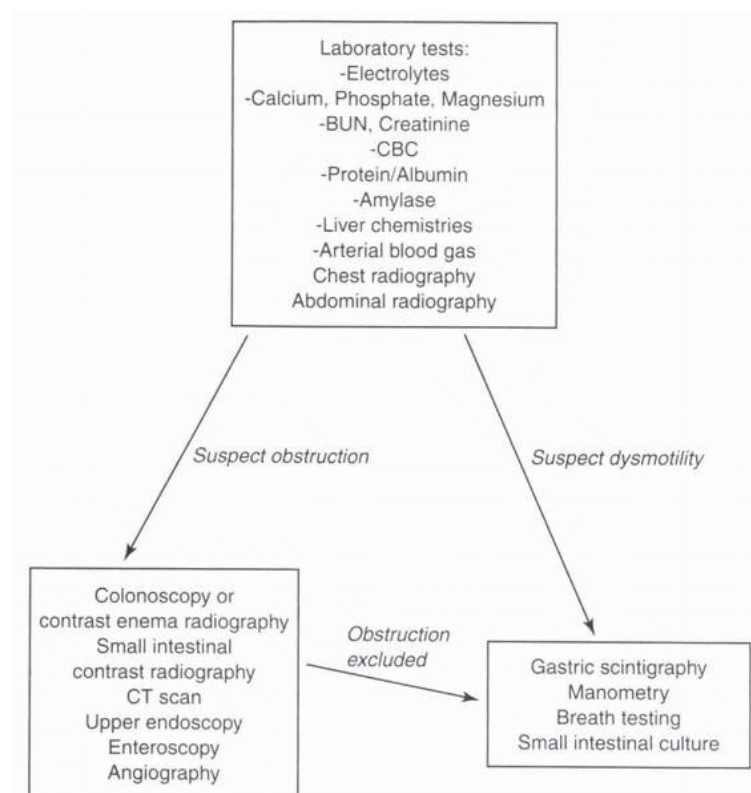 Laboratory tests:
-Electrolytes
-Calcium, Phosphate, Magnesium
-BUN, Creatinine
-CBC
-Protein/Albumin
-Amylase
-Liver chemistries
-Arterial blood gas
Chest radiography
Abdominal radiography
Suspect obstruction
Suspect dysmotility
Colonoscopy or
contrast enema radiography
Small intestinal
contrast radiography
CT scan
Upper endoscopy
Enteroscopy
Angiography
Obstruction
excluded
Gastric scintigraphy
Manometry
Breath testing
Small intestinal culture